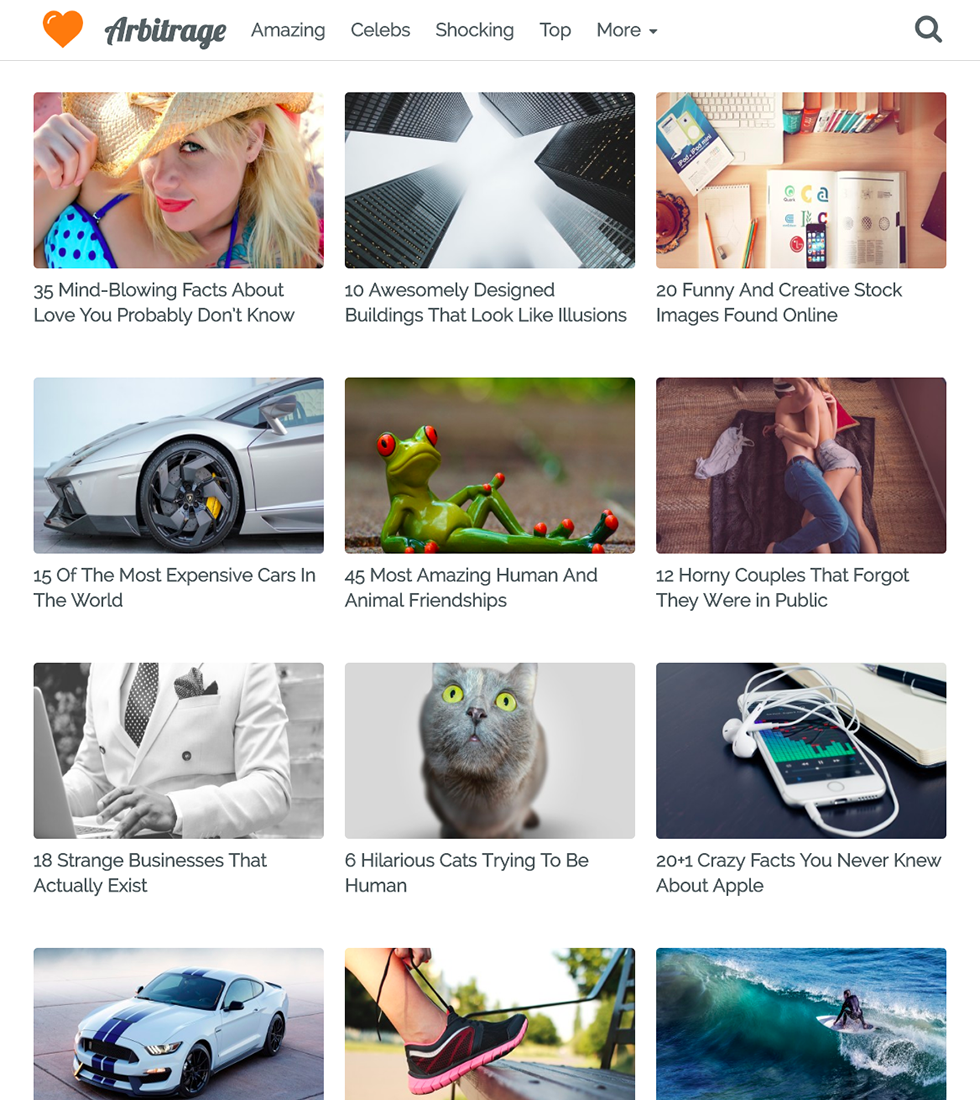 Arbitrage Amazing Celebs Shocking Top More
35 Mind-Blowing Facts About
Love You Probably Don't Know
10 Awesomely Designed
Buildings That Look Like Illusions
20 Funny And Creative Stock
Images Found Online
15 Of The Most Expensive Cars In
The World
45 Most Amazing Human And
Animal Friendships
12 Horny Couples That Forgot
They Were in Public
18 Strange Businesses That
Actually Exist
6 Hilarious Cats Trying To Be
Human
20+1 Crazy Facts You Never Knew
About Apple